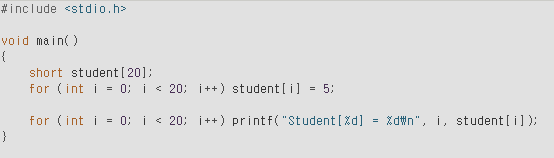 #include <stdio.h>
void main()
{
short student[20];
for (int i = 0; i < 20; i++) student[i] = 5;
for (int i = 0; i < 20; i++) printf("Student[%d] = %d₩n", i, student[i]);
}